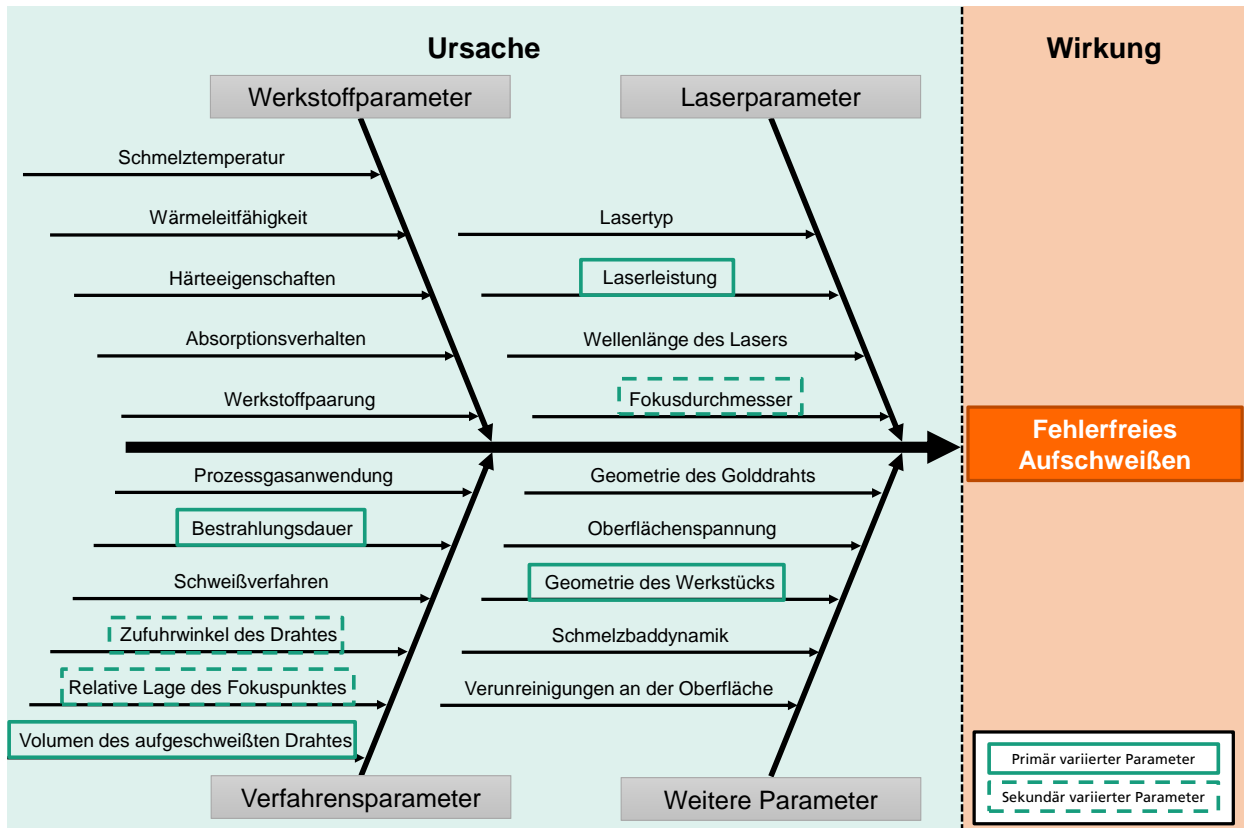 Ursache
Wirkung
Werkstoffparameter
Laserparameter
Schmelztemperatur
Wärmeleitfähigkeit
Härteeigenschaften
Absorptionsverhalten
Werkstoffpaarung
Lasertyp
Laserleistung
Wellenlänge des Lasers
Fokusdurchmesser
Fehlerfreies
Aufschweißen
Prozessgasanwendung
Bestrahlungsdauer
Schweißverfahren
Zufuhrwinkel des Drahtes
Relative Lage des Fokuspunktes
Volumen des aufgeschweißten Drahtes
Geometrie des Golddrahts
Oberflächenspannung
Geometrie des Werkstücks
Schmelzbaddynamik
Verunreinigungen an der Oberfläche
Verfahrensparameter
Weitere Parameter
Primär variierter Parameter
Sekundär variierter Parameter